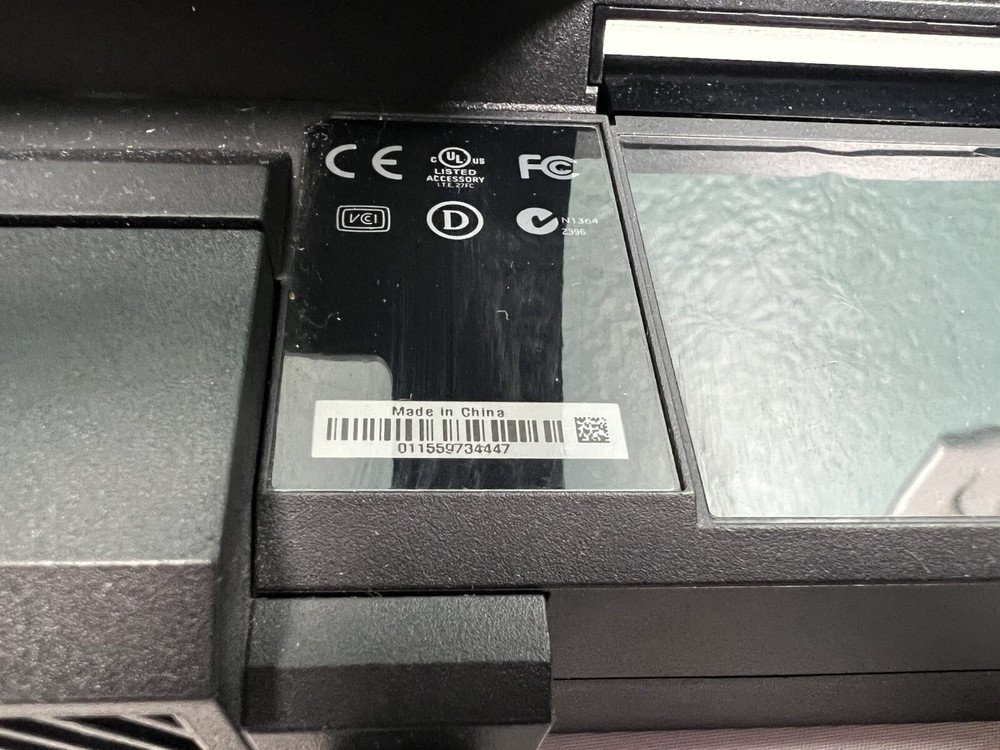 CE
c UL us
LISTED
ACCESSORY
I.T.E. 27FC
FC
VCI
D
N1364
Z396
Made in China
011559734447